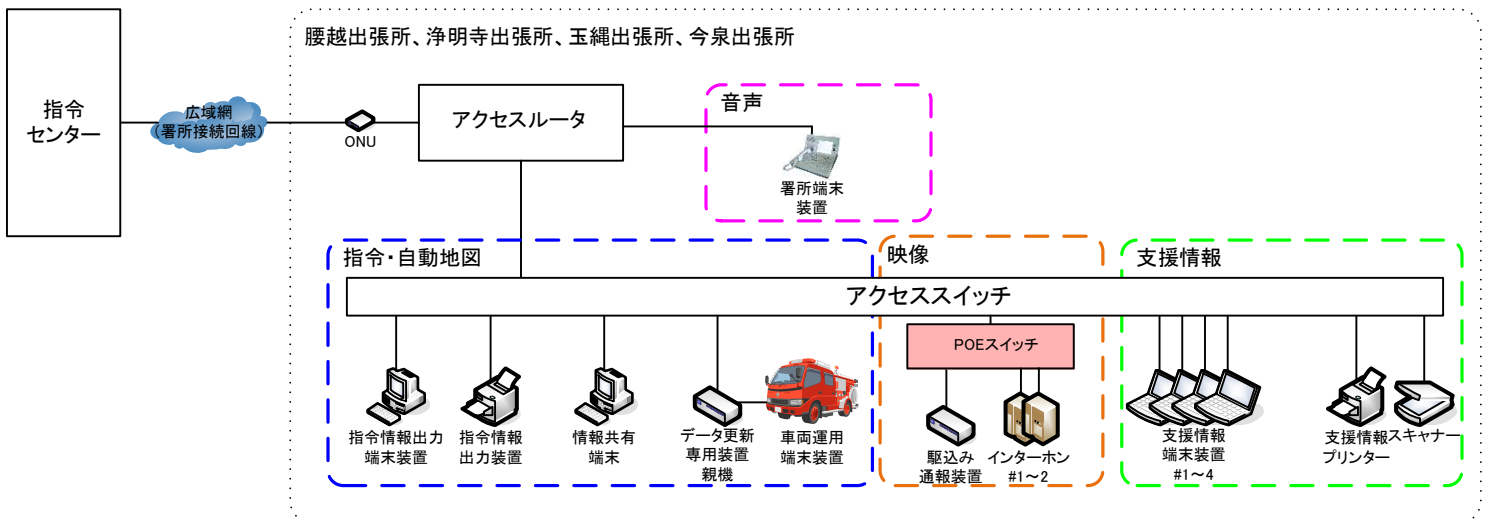 腰越出張所、浄明寺出張所、玉縄出張所、今泉出張所
指令
センター
広域網
（署所接続回線）
ONU
アクセスルータ
音声
署所端末
装置
指令・自動地図
映像
支援情報
アクセススイッチ
POEスイッチ
指令情報出力
端末装置
指令情報
出力装置
情報共有
端末
データ更新
専用装置
親機
車両運用
端末装置
駆込み
通報装置
インターホン
#1～2
支援情報
端末装置
#1～4
支援情報
プリンター
スキャナー